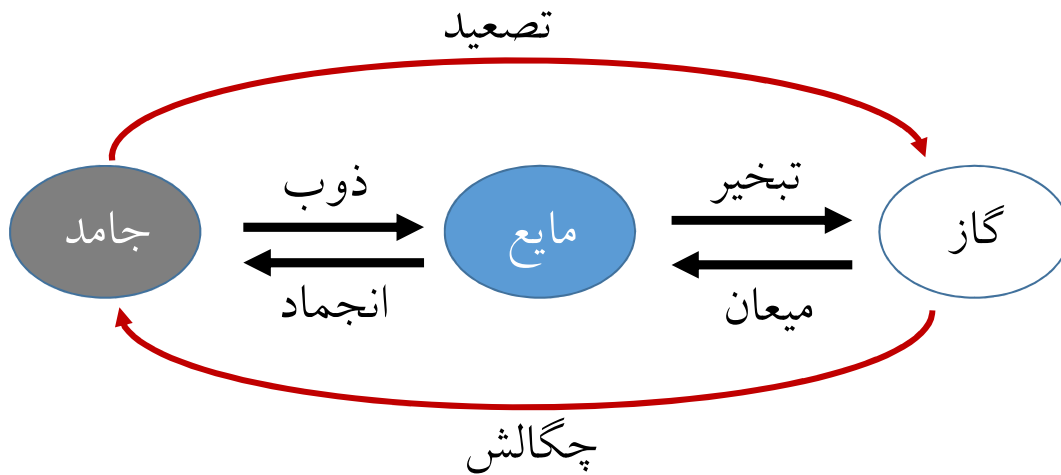 تصعید
ذوب
تبخیر
جامد
مایع
گاز
انجماد
میعان
چگالش